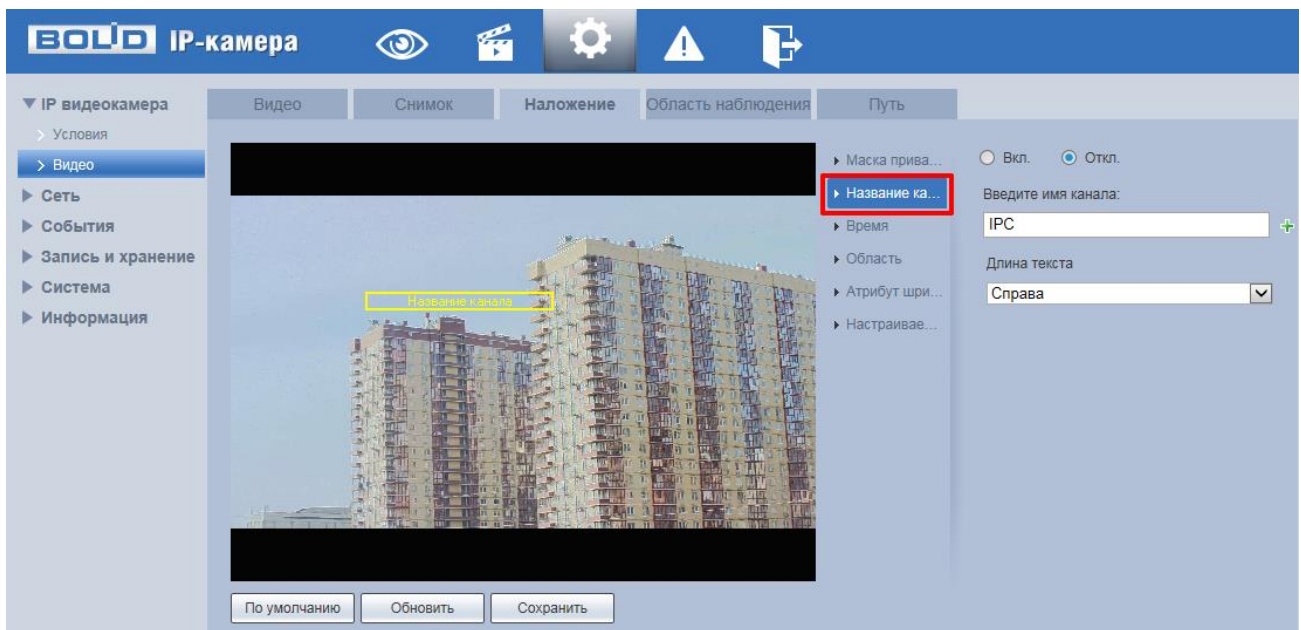 BOLID IP-камера
IP видеокамера
Условия
Видео
Сеть
События
Запись и хранение
Система
Информация
Видео Снимок Наложение Область наблюдения Путь
Название канала
Маска прива...
Название ка...
Время
Область
Атрибут шри...
Настраивае...
Вкл. Откл.
Введите имя канала:
IPC
Длина текста
Справа
По умолчанию Обновить Сохранить